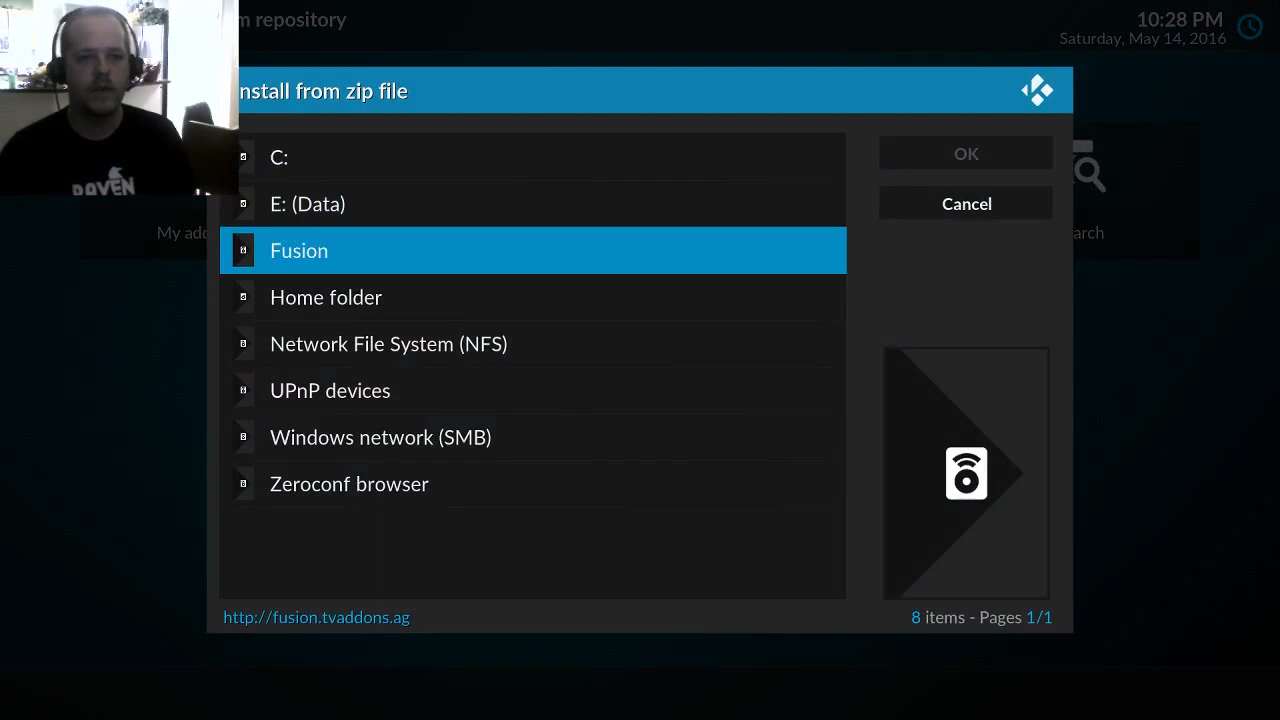 m repository
10:28 PM
Saturday, May 14, 2016
nstall from zip file
C:
OK
E: (Data)
Cancel
My add
arch
Fusion
Home folder
Network File System (NFS)
UPnP devices
Windows network (SMB)
Zeroconf browser
http://fusion.tvaddons.ag
8 items - Pages 1/1
RAVEN